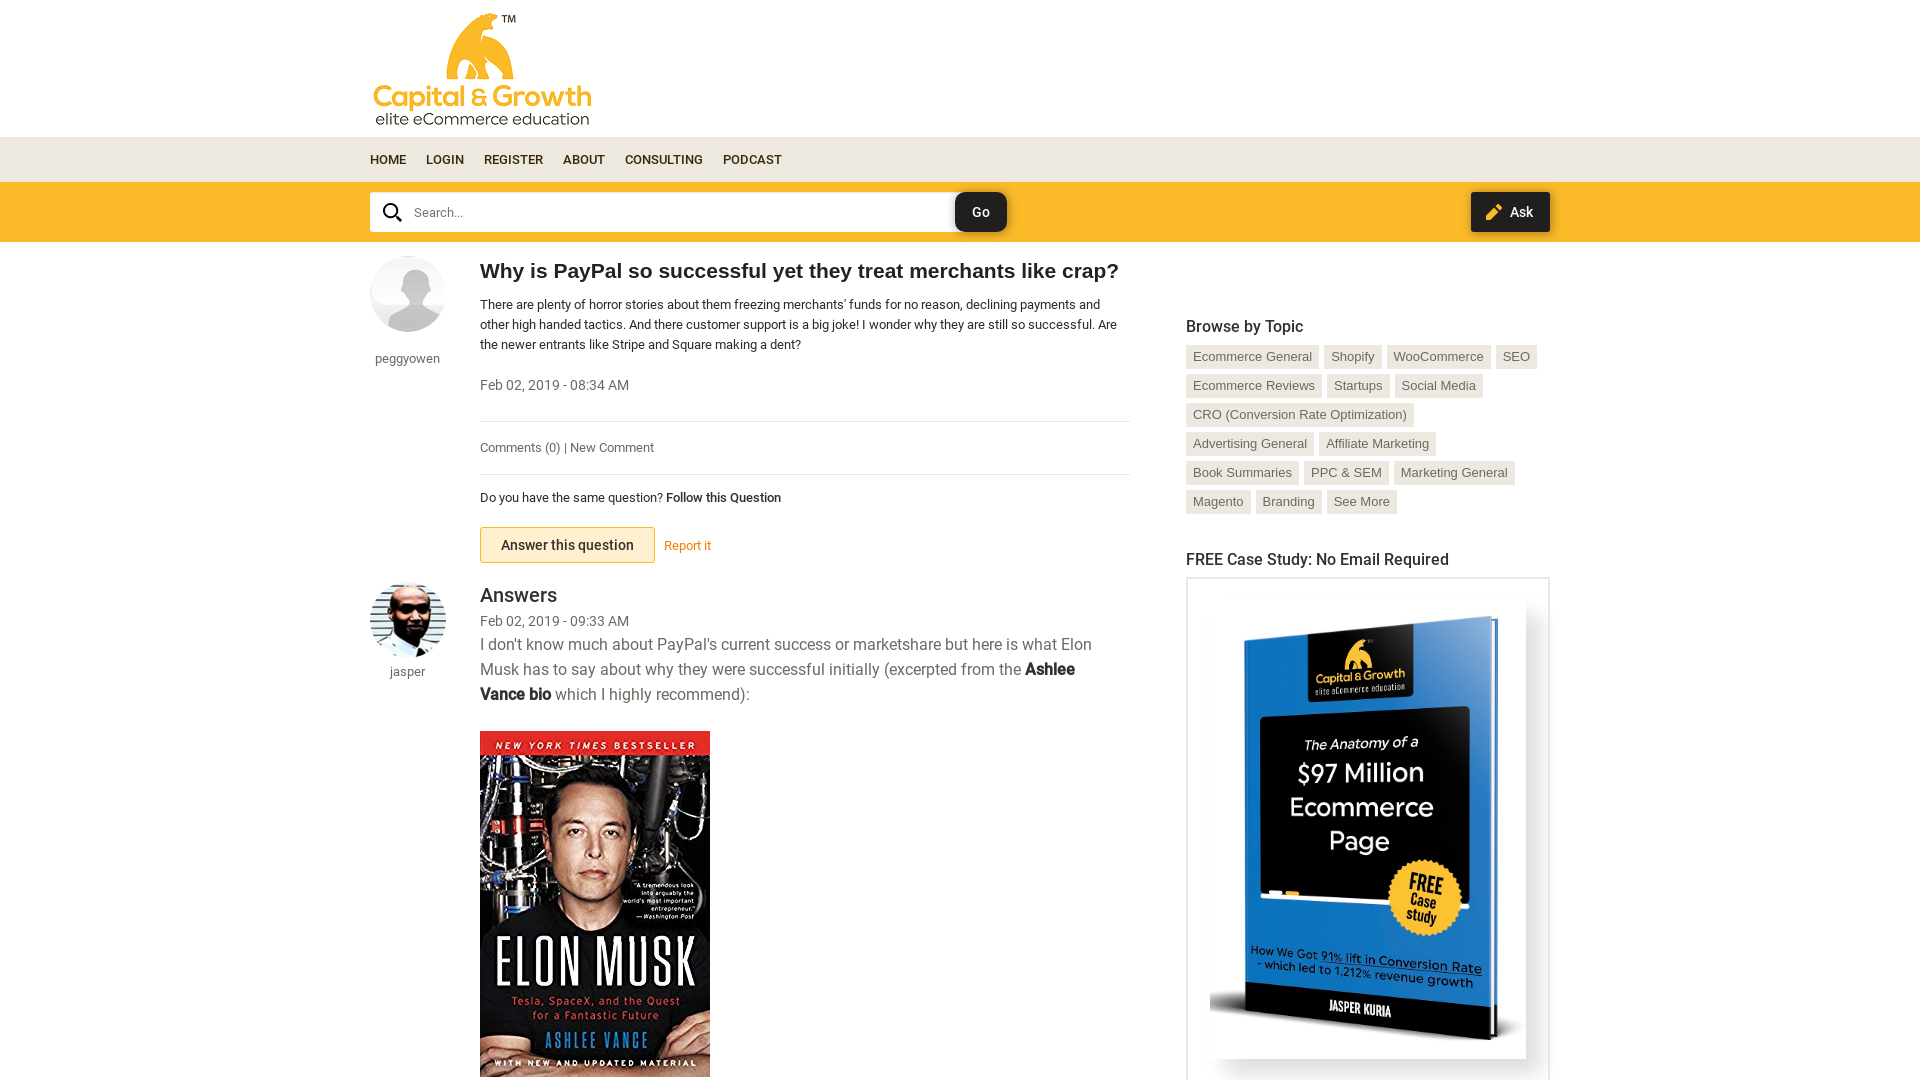 TM
Capital & Growth
elite eCommerce education
HOME LOGIN REGISTER ABOUT CONSULTING PODCAST
Search...
Go
Ask
Why is PayPal so successful yet they treat merchants like crap?
There are plenty of horror stories about them freezing merchants' funds for no reason, declining payments and
other high handed tactics. And there customer support is a big joke! I wonder why they are still so successful. Are
the newer entrants like Stripe and Square making a dent?
peggyowen
Feb 02, 2019 - 08:34 AM
Comments (0) | New Comment
Do you have the same question? Follow this Question
Answer this question
Report it
Answers
Feb 02, 2019 - 09:33 AM
I don't know much about PayPal's current success or marketshare but here is what Elon
Musk has to say about why they were successful initially (excerpted from the Ashlee
Vance bio which I highly recommend):
jasper
NEW YORK TIMES BESTSELLER
"A tremendous look
into arguably the
world's most important
entrepreneur."
—Washington Post
ELON MUSK
Tesla, SpaceX, and the Quest
for a Fantastic Future
ASHLEE VANCE
WITH NEW AND UPDATED MATERIAL
Browse by Topic
Ecommerce General Shopify WooCommerce SEO
Ecommerce Reviews Startups Social Media
CRO (Conversion Rate Optimization)
Advertising General Affiliate Marketing
Book Summaries PPC & SEM Marketing General
Magento Branding See More
FREE Case Study: No Email Required
Capital & Growth
elite eCommerce education
The Anatomy of a
$97 Million
Ecommerce
Page
FREE
Case
study
How We Got 91% lift in Conversion Rate
- which led to 1,212% revenue growth
JASPER KURIA